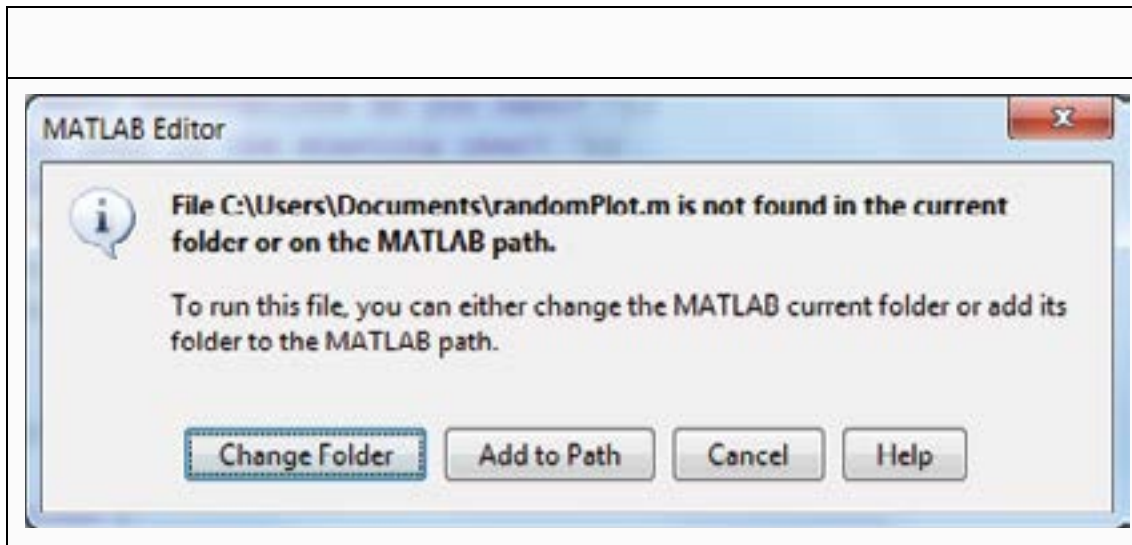 MATLAB Editor
File C:\Users\Documents\randomPlot.m is not found in the current
folder or on the MATLAB path.
To run this file, you can either change the MATLAB current folder or add its
folder to the MATLAB path.
Change Folder Add to Path Cancel Help